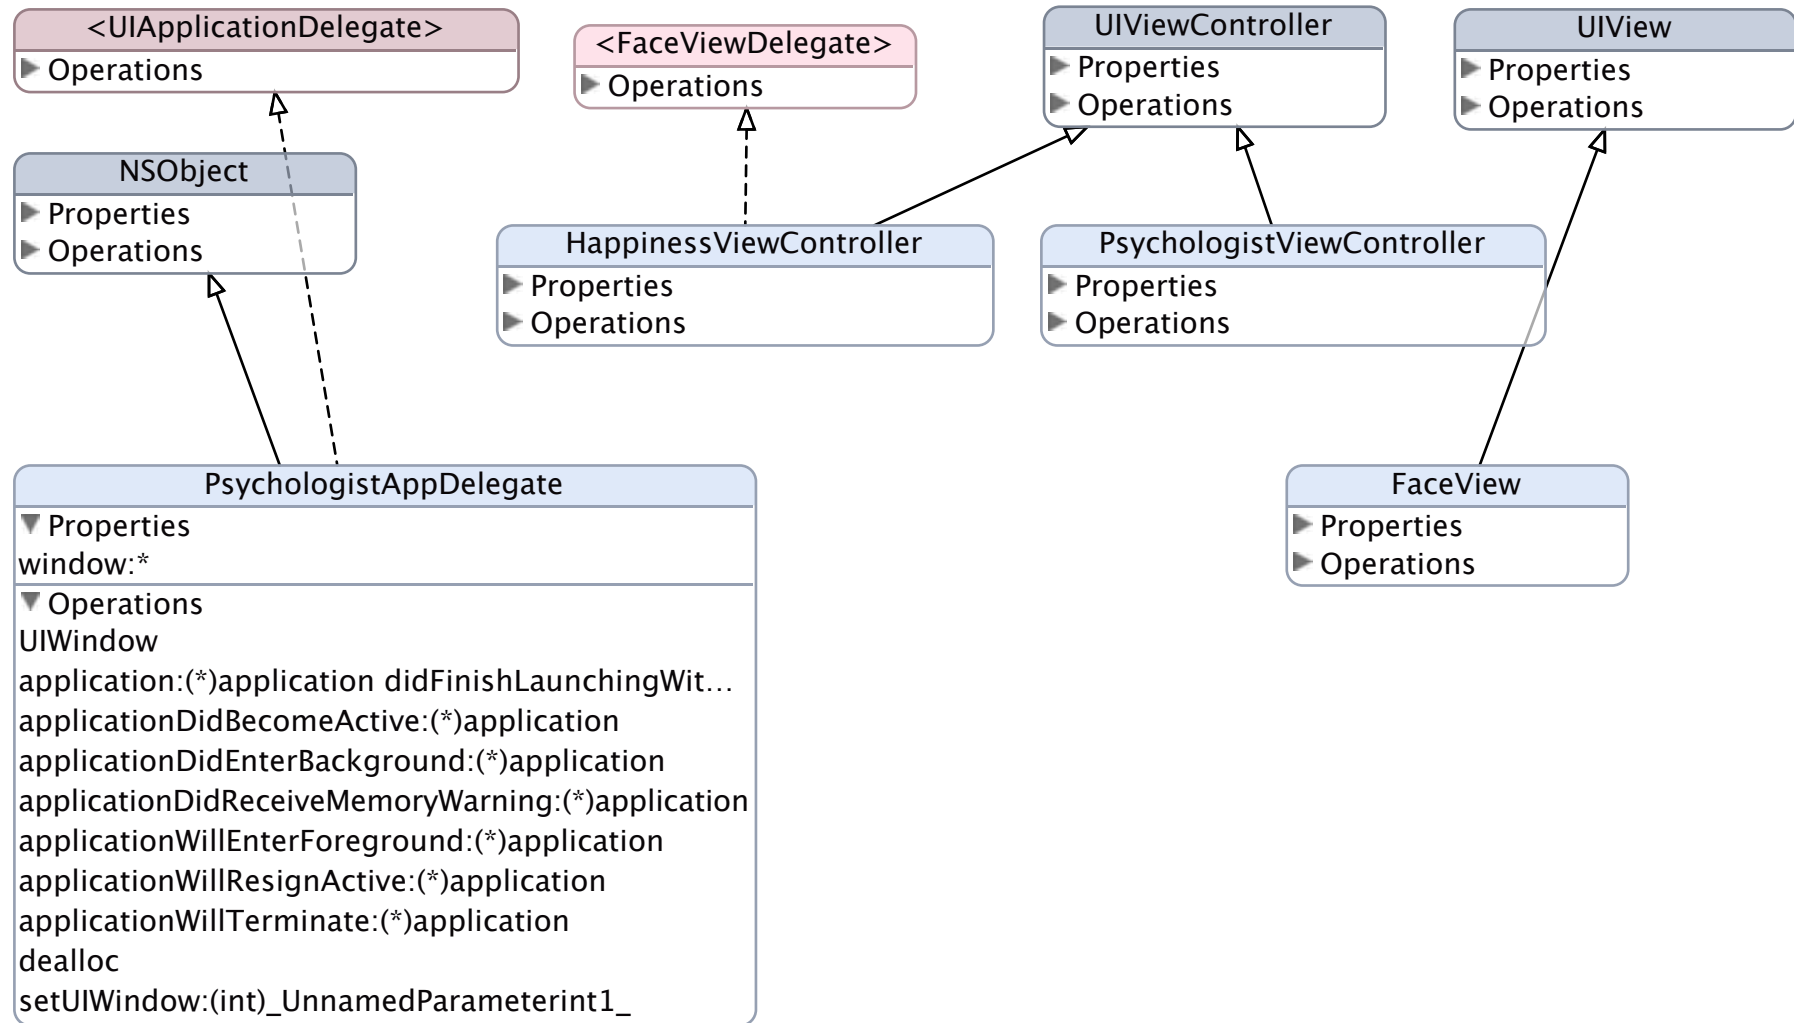 <UIApplicationDelegate>
Operations
<FaceViewDelegate>
Operations
UIViewController
Properties
Operations
UIView
Properties
Operations
NSObject
Properties
Operations
HappinessViewController
Properties
Operations
PsychologistViewController
Properties
Operations
PsychologistAppDelegate
Properties
window:*
Operations
UIWindow
application:(*)application didFinishLaunchingWit...
applicationDidBecomeActive:(*)application
applicationDidEnterBackground:(*)application
applicationDidReceiveMemoryWarning:(*)application
applicationWillEnterForeground:(*)application
applicationWillResignActive:(*)application
applicationWillTerminate:(*)application
dealloc
setUIWindow:(int)_UnnamedParameterint1_
FaceView
Properties
Operations